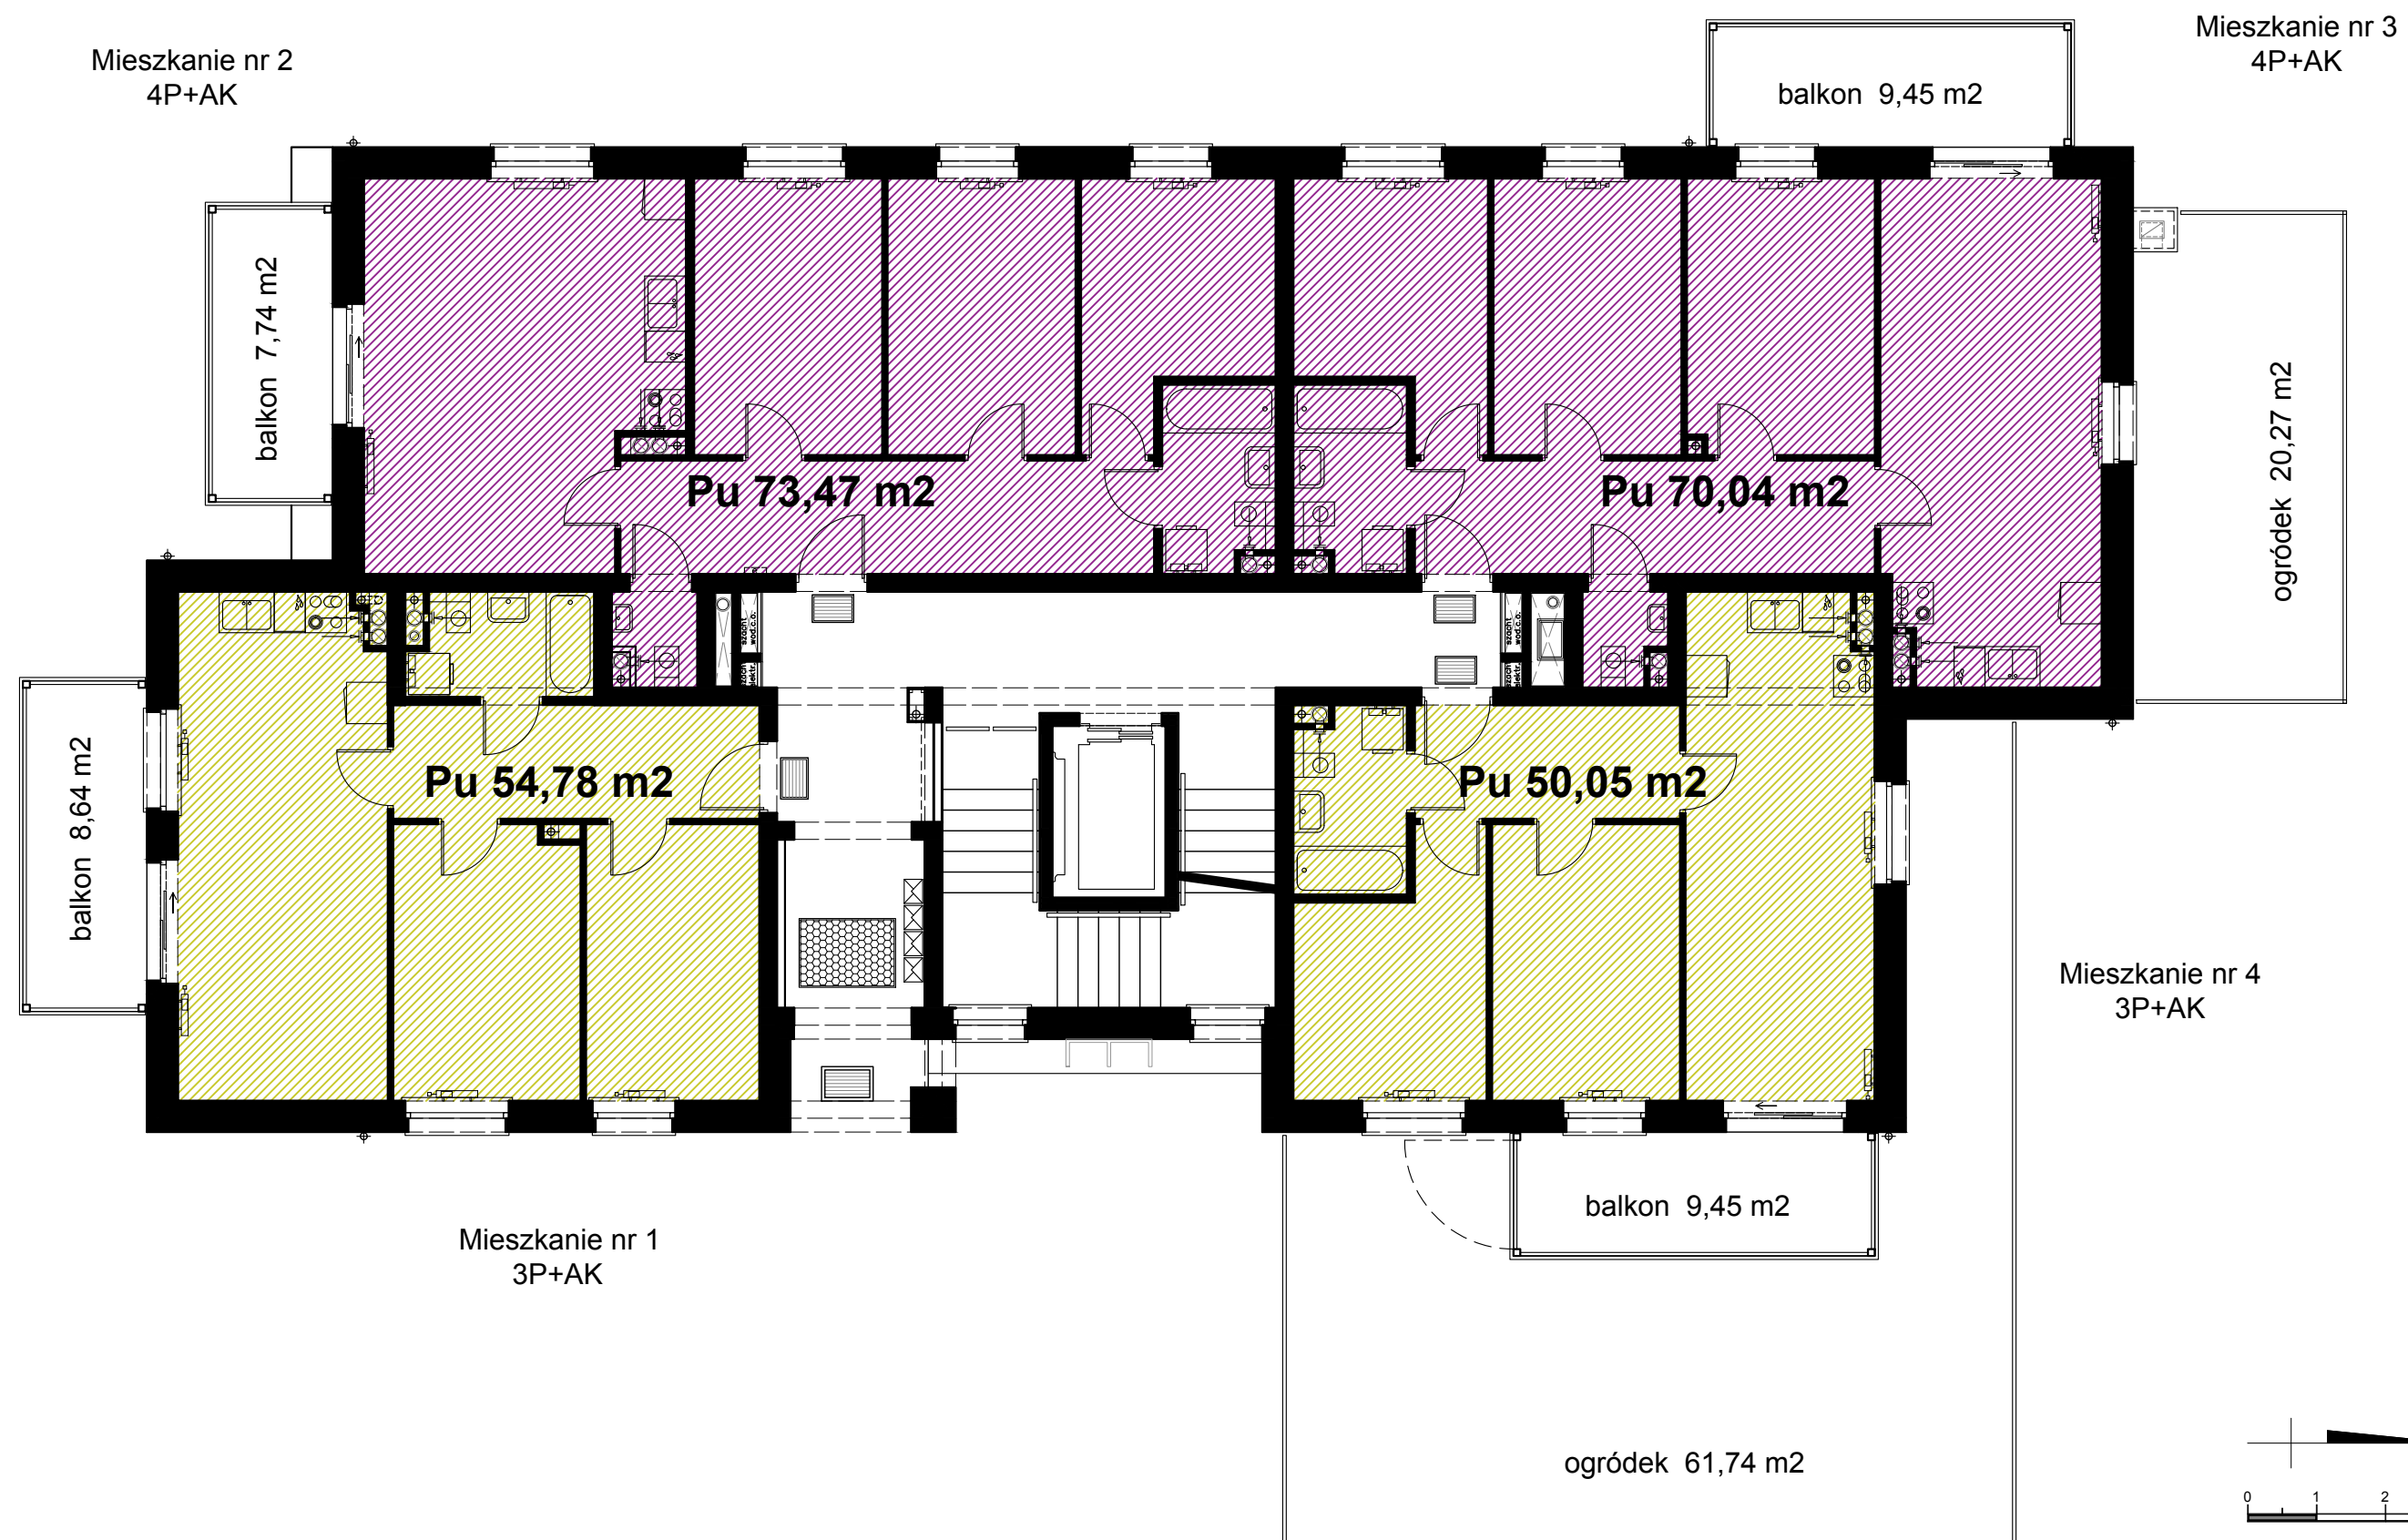 Mieszkanie nr 2
4P+AK
Mieszkanie nr 3
4P+AK
balkon 9,45 m2
balkon 7,74 m2
ogródek 20,27 m2
Pu 73,47 m2
Pu 70,04 m2
szacht
wod.c.o.
szacht
elektr.
szacht
wod.c.o.
szacht
elektr.
balkon 8,64 m2
Pu 54,78 m2
Pu 50,05 m2
Mieszkanie nr 4
3P+AK
balkon 9,45 m2
Mieszkanie nr 1
3P+AK
ogródek 61,74 m2
0 1 2